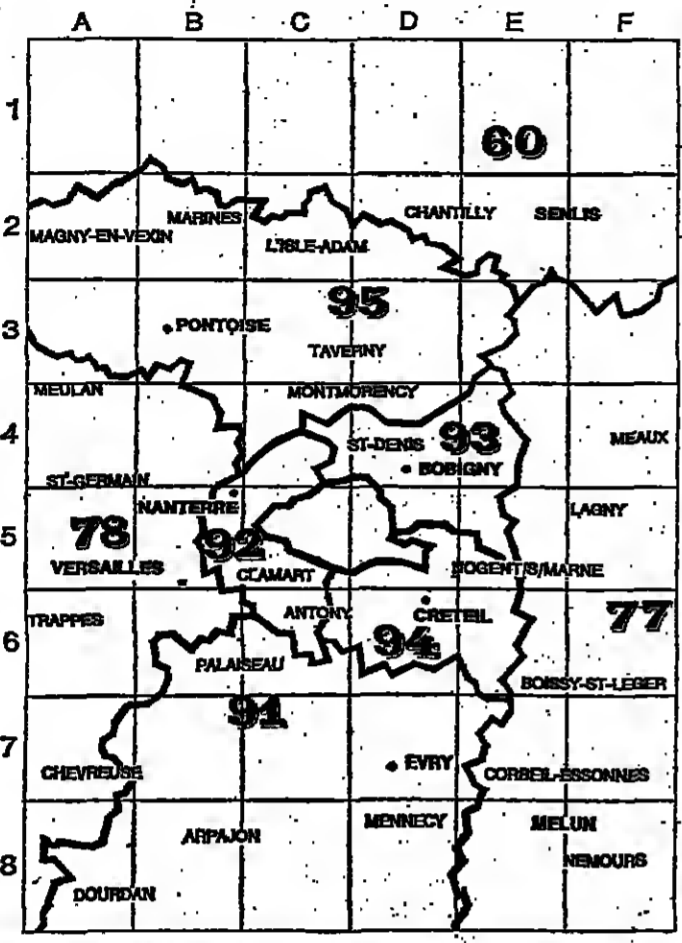 A B C D E F
1
60
2
MARINES
CHANTILLY SENLIS
MAGNY-EN-VEXIN
L'ISLE-ADAM
95
3
PONTOISE
TAVERNY
MEULAN
MONTMORENCY
4
ST-DENIS
93
MEAUX
BOBIGNY
ST-GERMAIN
NANTERRE
LAGNY
5
78
92
VERSAILLES
CLAMART
NOGENT/S/MARNE
TRAPPES
ANTONY
CRETEIL
77
6
94
PALAISEAU
BOISSY-ST-LEGER
91
7
EVRY
CHEVREUSE
CORBEIL-ESSONNES
MENNECY
MELUN
ARPAJON
8
NEMOURS
DOURDAN